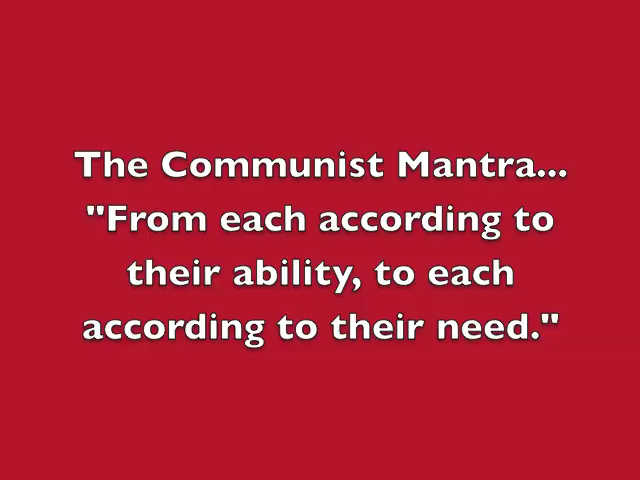 The Communist Mantra...
"From each according to
their ability, to each
according to their need."